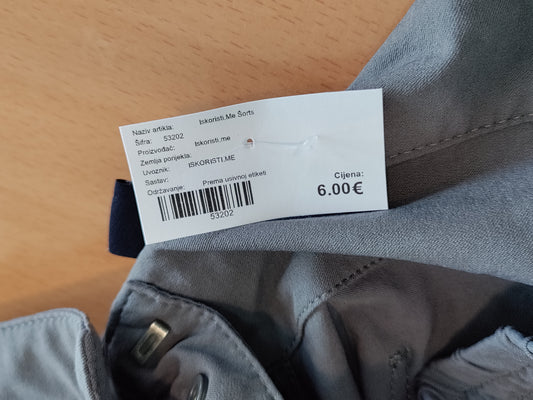 Naziv artikla: Iskoristi.Me Šorts
Šifra: 53202
Proizvođač: Iskoristi.me
Zemlja porijekla:
Uvoznik: ISKORISTI.ME
Sastav:
Održavanje: Prema usivnoj etiketi
53202
Cijena:
6.00€